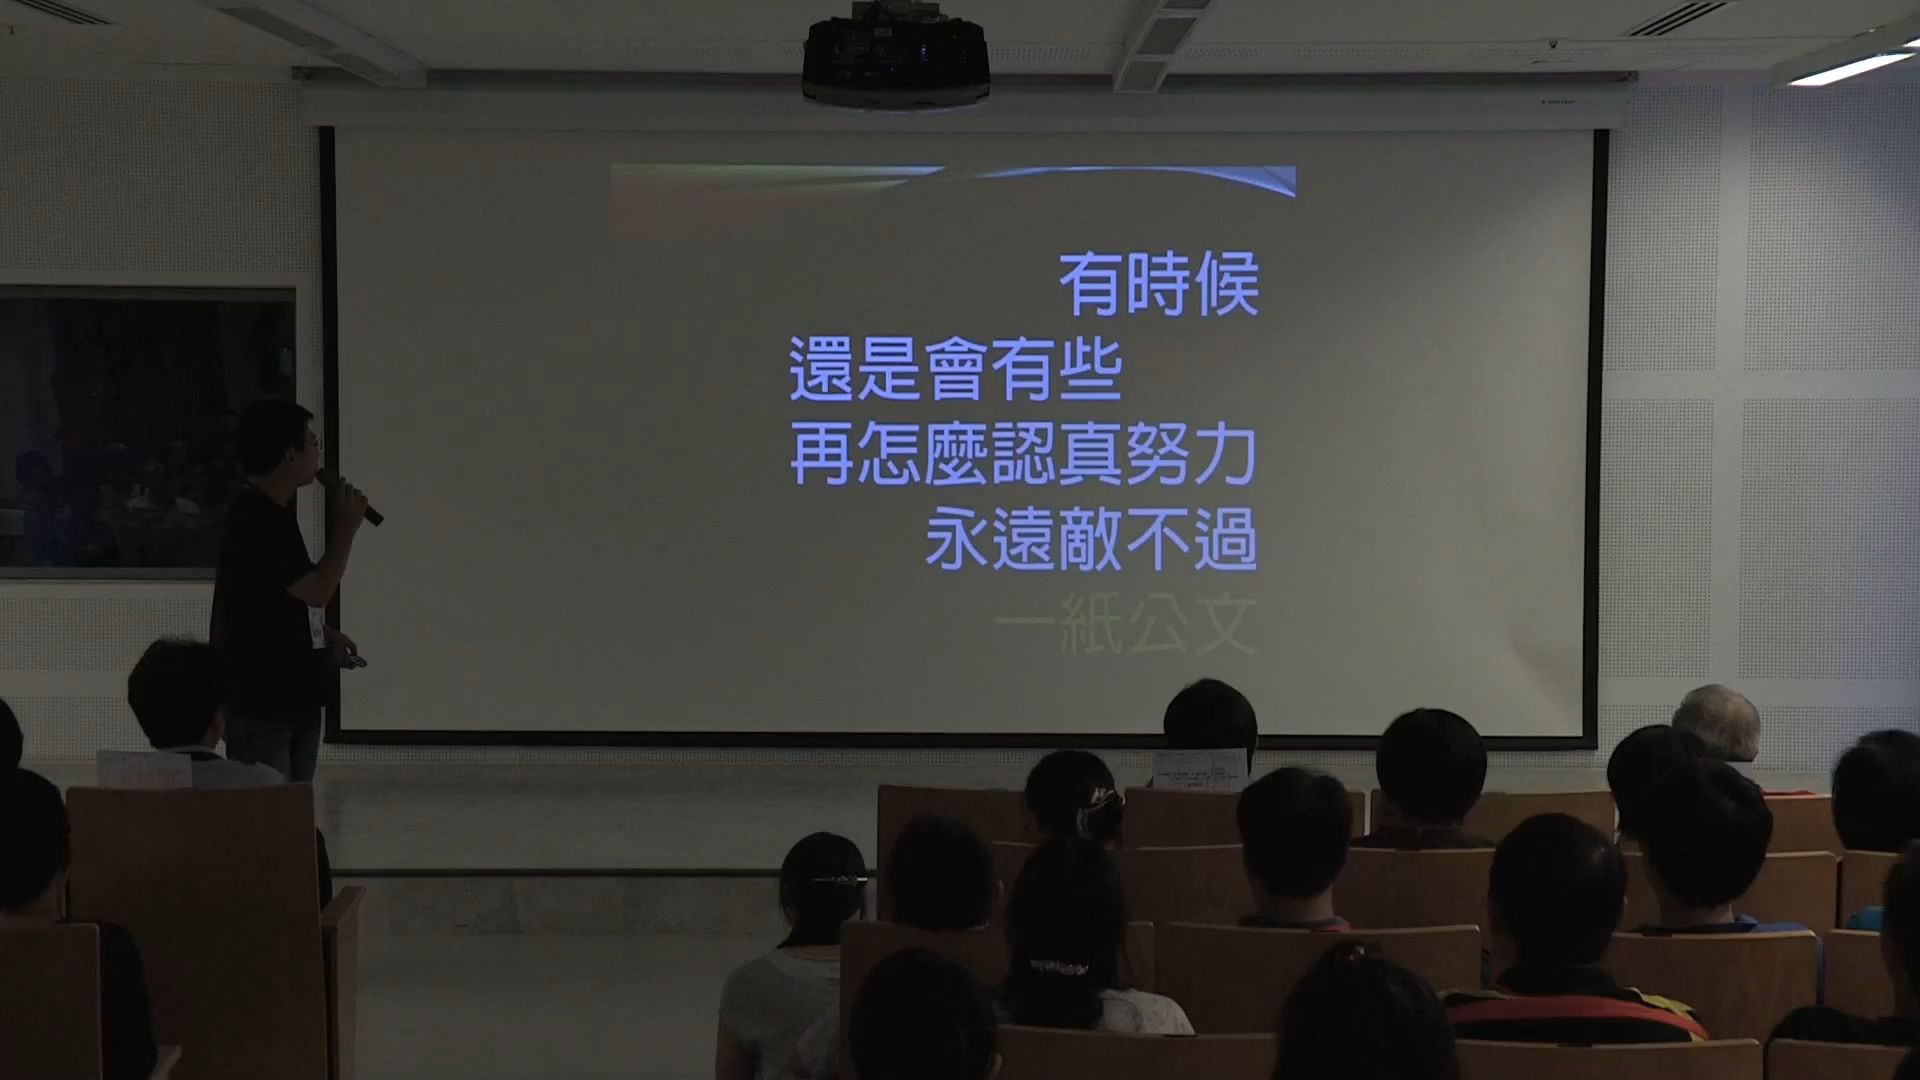 有時候
還是會有些
再怎麼認真努力
永遠敵不過
一紙公文